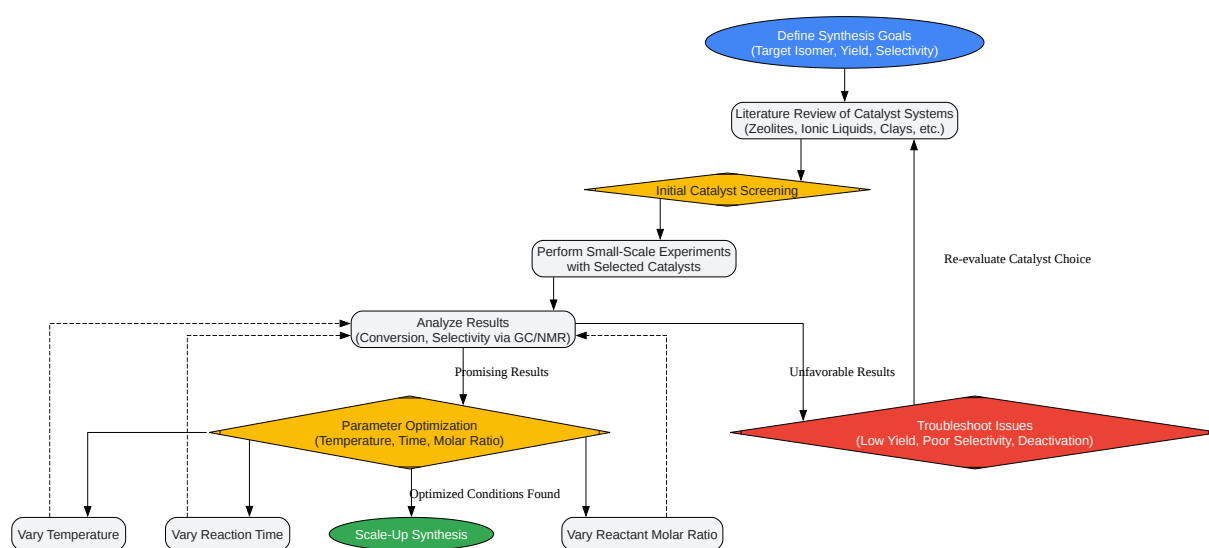 Define Synthesis Goals
(Target Isomer, Yield, Selectivity)
Literature Review of Catalyst Systems
(Zeolites, Ionic Liquids, Clays, etc.)
Initial Catalyst Screening
Perform Small-Scale Experiments
with Selected Catalysts
Re-evaluate Catalyst Choice
Analyze Results
(Conversion, Selectivity via GC/NMR)
Promising Results
Unfavorable Results
Parameter Optimization
(Temperature, Time, Molar Ratio)
Troubleshoot Issues
(Low Yield, Poor Selectivity, Deactivation)
Optimized Conditions Found
Vary Temperature
Vary Reaction Time
Scale-Up Synthesis
Vary Reactant Molar Ratio